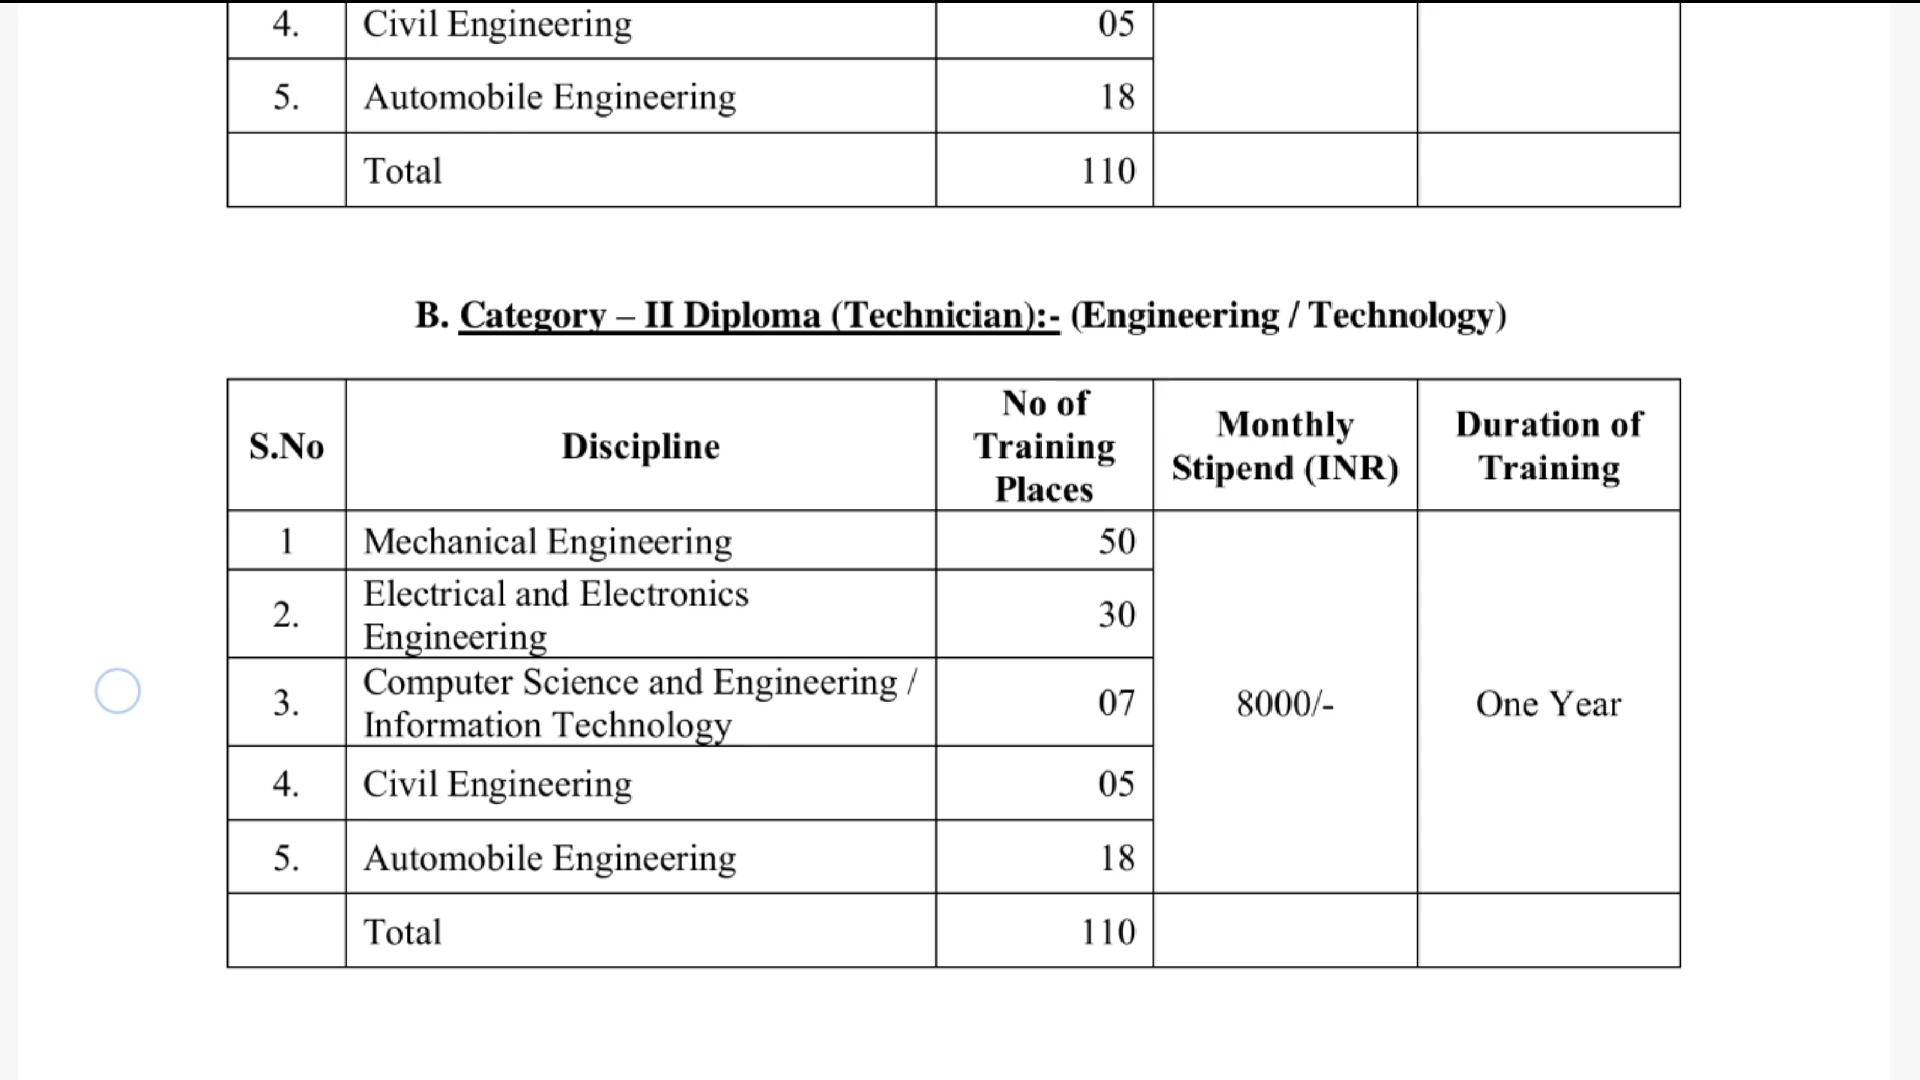 4. Civil Engineering 05
5. Automobile Engineering 18
Total 110
B. Category – II Diploma (Technician):- (Engineering / Technology)
S.No Discipline No of Training Places Monthly Stipend (INR) Duration of Training
1 Mechanical Engineering 50
2. Electrical and Electronics Engineering 30
3. Computer Science and Engineering / Information Technology 07 8000/- One Year
4. Civil Engineering 05
5. Automobile Engineering 18
Total 110